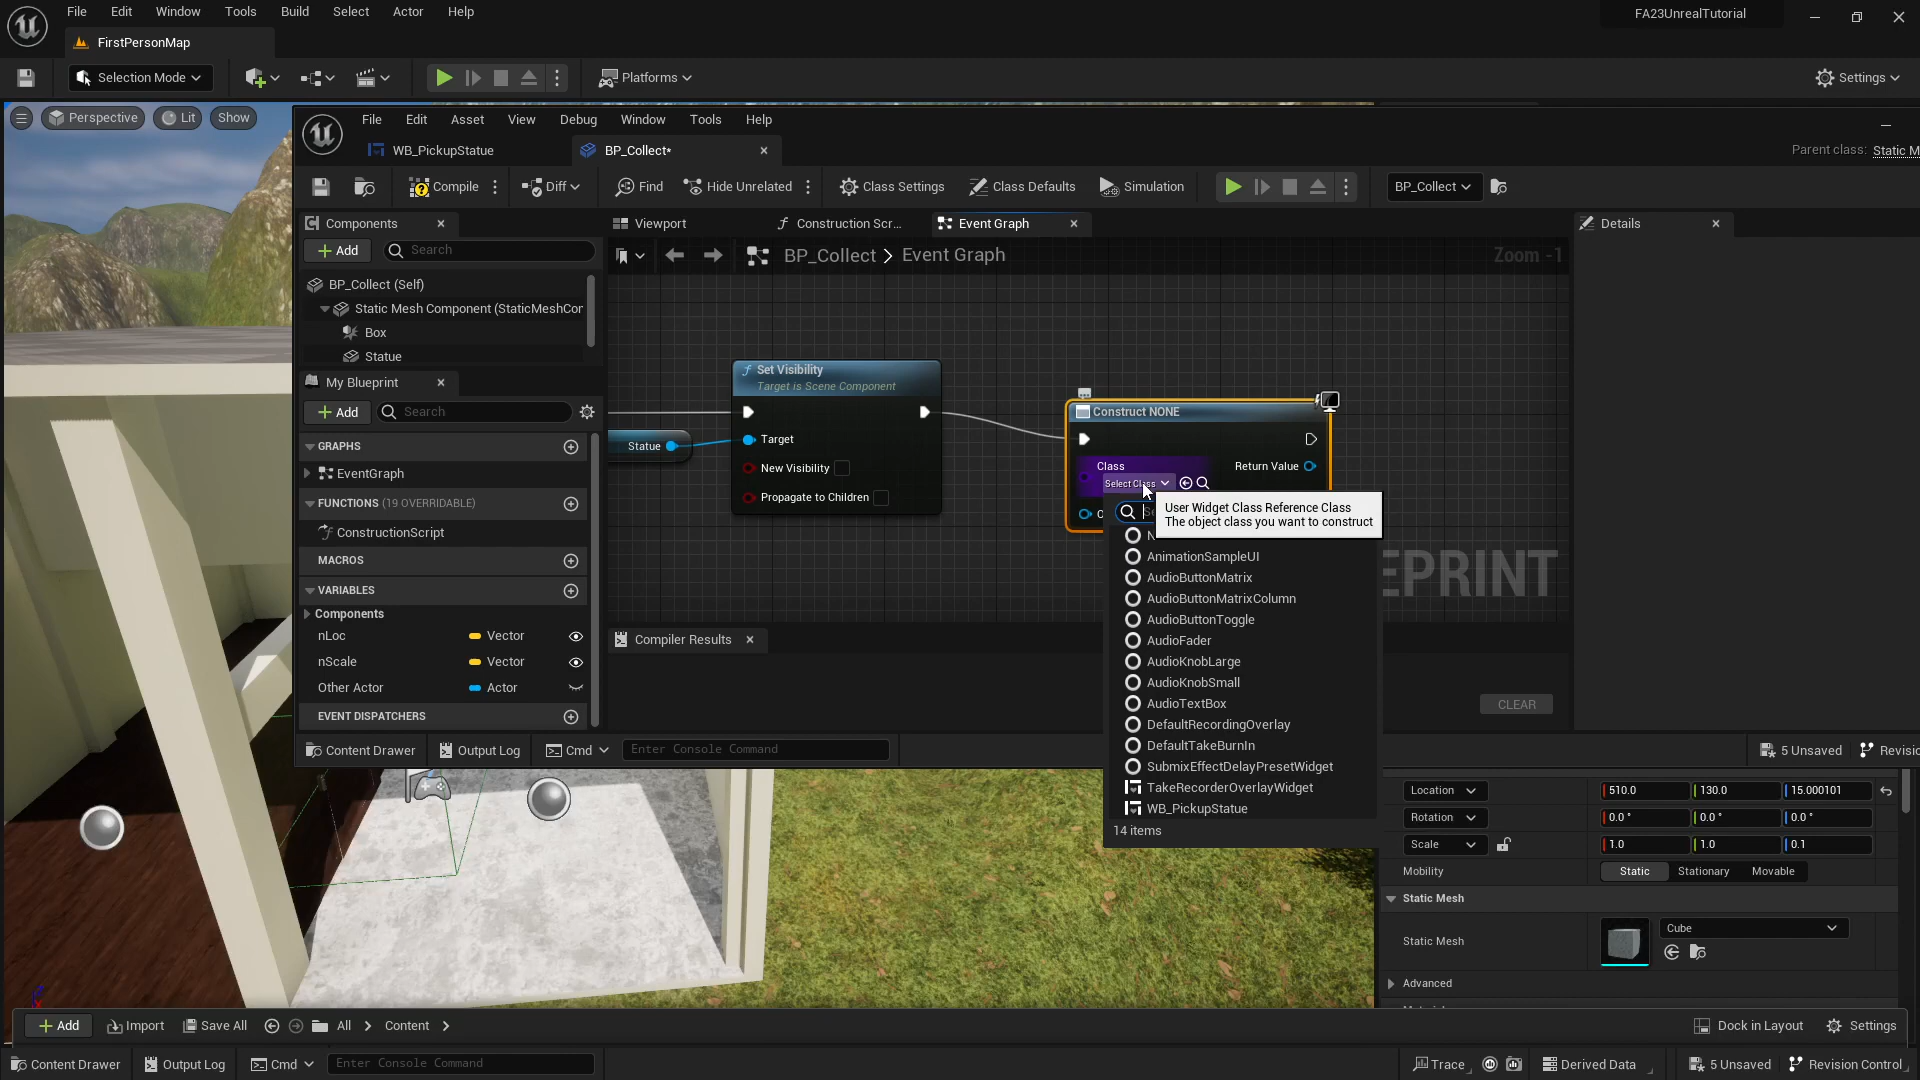 File Edit Window Tools Build Select Actor Help
FA23UnrealTutorial
FirstPersonMap
Selection Mode
Platforms
Settings
Perspective Lit Show
File Edit Asset View Debug Window Tools Help
WB_PickupStatue
BP_Collect*
Parent class: Static M
Compile
Diff
Find
Hide Unrelated
Class Settings
Class Defaults
Simulation
BP_Collect
Components
Viewport
Construction Scr...
Event Graph
Details
Add
Search
BP_Collect > Event Graph
Zoom -1
BP_Collect (Self)
Static Mesh Component (StaticMeshCor
Box
Statue
My Blueprint
Add
Search
GRAPHS
EventGraph
FUNCTIONS (19 OVERRIDABLE)
ConstructionScript
MACROS
VARIABLES
Components
nLoc Vector
nScale Vector
Other Actor Actor
EVENT DISPATCHERS
Set Visibility
Target is Scene Component
Statue
Target
New Visibility
Propagate to Children
Construct NONE
Class
Select Class
Return Value
User Widget Class Reference Class
The object class you want to construct
AnimationSampleUI
AudioButtonMatrix
AudioButtonMatrixColumn
AudioButtonToggle
AudioFader
AudioKnobLarge
AudioKnobSmall
AudioTextBox
DefaultRecordingOverlay
DefaultTakeBurnIn
SubmixEffectDelayPresetWidget
TakeRecorderOverlayWidget
WB_PickupStatue
14 items
EPRINT
Compiler Results
CLEAR
Content Drawer
Output Log
Cmd
Enter Console Command
5 Unsaved
Revisic
Location 510.0 130.0 15.000101
Rotation 0.0 ° 0.0 ° 0.0 °
Scale 1.0 1.0 0.1
Mobility Static Stationary Movable
Static Mesh
Static Mesh Cube
Advanced
Add
Import
Save All
All > Content >
Dock in Layout
Settings
Content Drawer
Output Log
Cmd
Enter Console Command
Trace
Derived Data
5 Unsaved
Revision Control